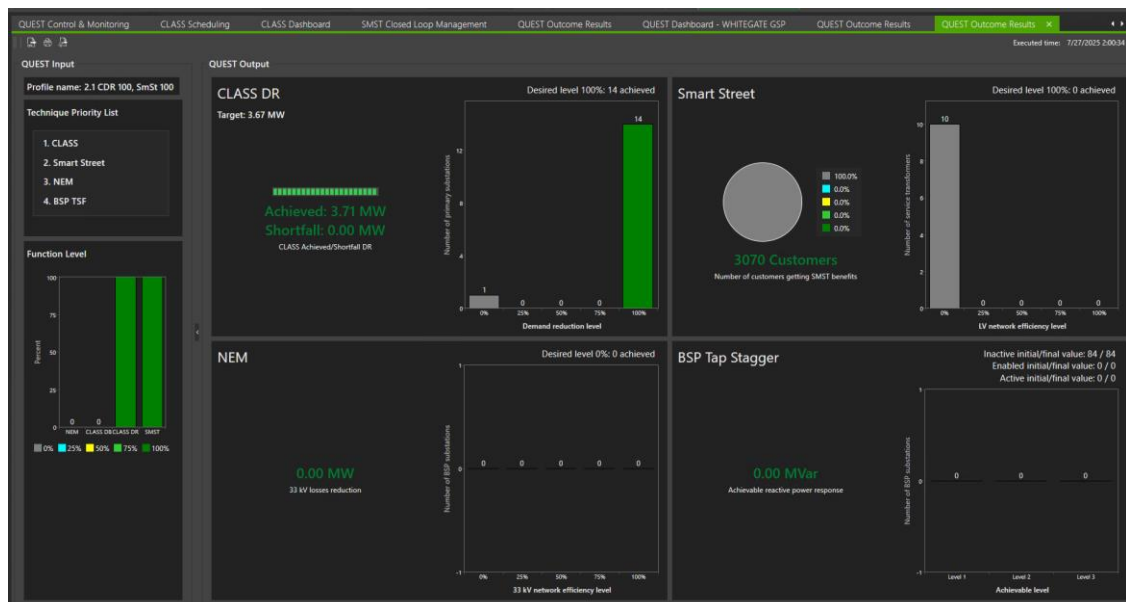 QUEST Control & Monitoring CLASS Scheduling CLASS Dashboard SMST Closed Loop Management QUEST Outcome Results QUEST Dashboard - WHITEGATE GSP QUEST Outcome Results QUEST Outcome Results ×
Executed time: 7/27/2025 2:00:34
QUEST Input
Profile name: 2.1 CDR 100, SmSt 100
Technique Priority List
1. CLASS
2. Smart Street
3. NEM
4. BSP TSF
Function Level
Percent
100
75
50
25
0
0 0
NEM CLASS DB CLASS DR SMST
0% 25% 50% 75% 100%
QUEST Output
CLASS DR
Desired level 100%: 14 achieved
Target: 3.67 MW
Achieved: 3.71 MW
Shortfall: 0.00 MW
CLASS Achieved/Shortfall DR
Number of primary substations
12
8
4
0
1 0 0 0 14
0% 25% 50% 75% 100%
Demand reduction level
Smart Street
Desired level 100%: 0 achieved
100.0%
0.0%
0.0%
0.0%
0.0%
3070 Customers
Number of customers getting SMST benefits
Number of service transformers
10
8
6
4
2
0
10 0 0 0 0
0% 25% 50% 75% 100%
LV network efficiency level
NEM
Desired level 0%: 0 achieved
0.00 MW
33 kV losses reduction
Number of BSP substations
1
0
-1
0 0 0 0 0
0% 25% 50% 75% 100%
33 kV network efficiency level
BSP Tap Stagger
Inactive initial/final value: 84 / 84
Enabled initial/final value: 0 / 0
Active initial/final value: 0 / 0
0.00 MVar
Achievable reactive power response
Number of BSP substations
1
0
-1
0 0 0
Level 1 Level 2 Level 3
Achievable level